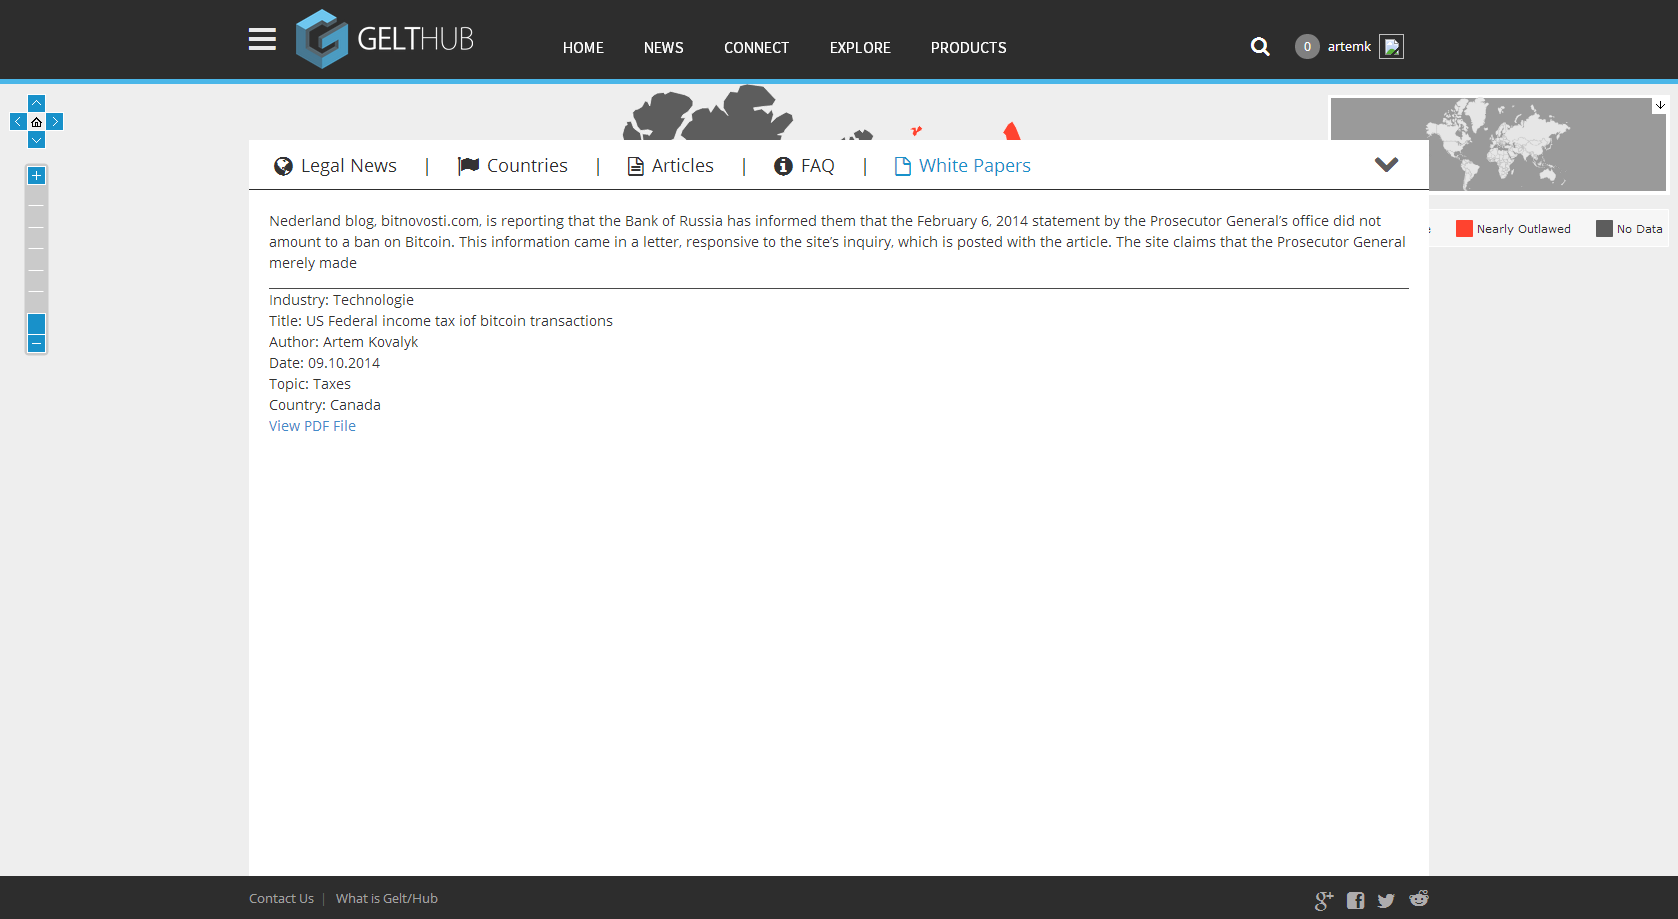 GELTHUB
HOME NEWS CONNECT EXPLORE PRODUCTS
0 artemk
Legal News | Countries | Articles | FAQ | White Papers
Nederland blog, bitnovosti.com, is reporting that the Bank of Russia has informed them that the February 6, 2014 statement by the Prosecutor General’s office did not
amount to a ban on Bitcoin. This information came in a letter, responsive to the site’s inquiry, which is posted with the article. The site claims that the Prosecutor General
merely made
e Nearly Outlawed No Data
Industry: Technologie
Title: US Federal income tax iof bitcoin transactions
Author: Artem Kovalyk
Date: 09.10.2014
Topic: Taxes
Country: Canada
View PDF File
Contact Us | What is Gelt/Hub